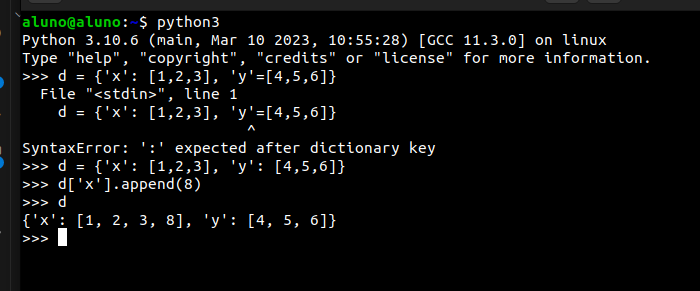 aluno@aluno:~$ python3
Python 3.10.6 (main, Mar 10 2023, 10:55:28) [GCC 11.3.0] on linux
Type "help", "copyright", "credits" or "license" for more information.
>>> d = {'x': [1,2,3], 'y'=[4,5,6]}
  File "<stdin>", line 1
    d = {'x': [1,2,3], 'y'=[4,5,6]}
                          ^
SyntaxError: ':' expected after dictionary key
>>> d = {'x': [1,2,3], 'y': [4,5,6]}
>>> d['x'].append(8)
>>> d
{'x': [1, 2, 3, 8], 'y': [4, 5, 6]}
>>>